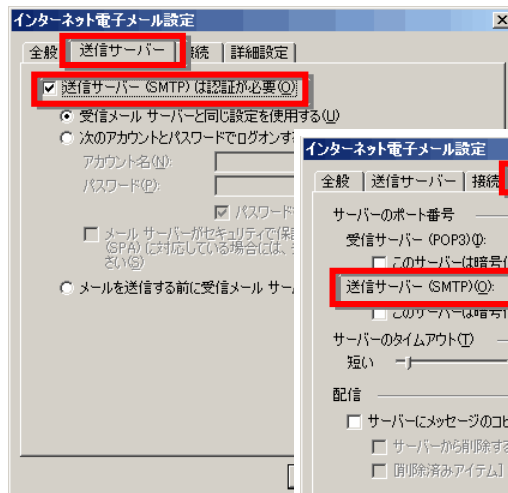 インターネット電子メール設定
全般
送信サーバー
接続
詳細設定
送信サーバー (SMTP) は認証が必要(O)
受信メール サーバーと同じ設定を使用する(U)
次のアカウントとパスワードでログオンす
アカウント名(N):
パスワード(P):
パスワード
メール サーバーがセキュリティで保
(SPA) に対応している場合には、
さい(S)
メールを送信する前に受信メール サー
インターネット電子メール設定
全般
送信サーバー
接続
サーバーのポート番号
受信サーバー (POP3)(I):
このサーバーは暗号
送信サーバー (SMTP)(O):
このサーバーは暗号
サーバーのタイムアウト(T)
短い
配信
サーバーにメッセージのコピ
サーバーから削除する
[削除済みアイテム]